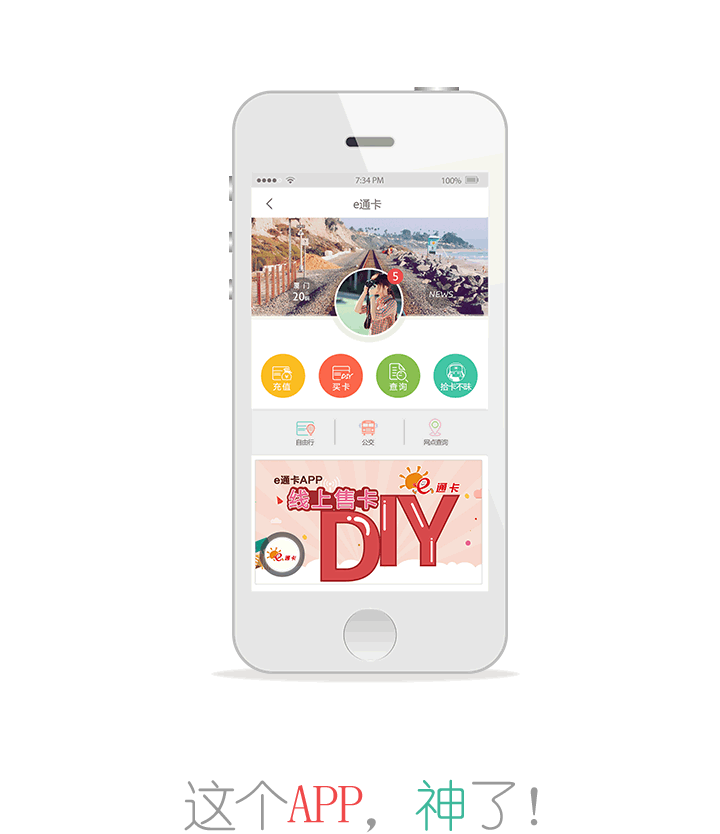 7:34 PM
100%
e通卡
5
厦 门
20
NEWS
充值
买卡
查询
拾卡不昧
自由行
公交
网点查询
e通卡APP
线上售卡
DIY
e 通卡
e 通卡
这个APP，神了!